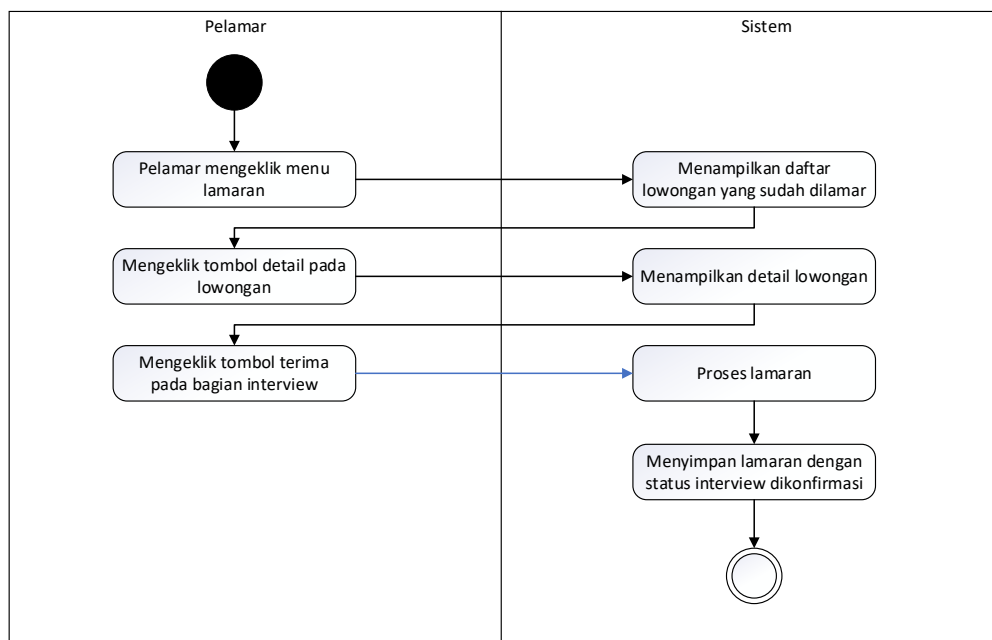 Pelamar
Sistem
Pelamar mengeklik menu
lamaran
Menampilkan daftar
lowongan yang sudah dilamar
Mengeklik tombol detail pada
lowongan
Menampilkan detail lowongan
Mengeklik tombol terima
pada bagian interview
Proses lamaran
Menyimpan lamaran dengan
status interview dikonfirmasi